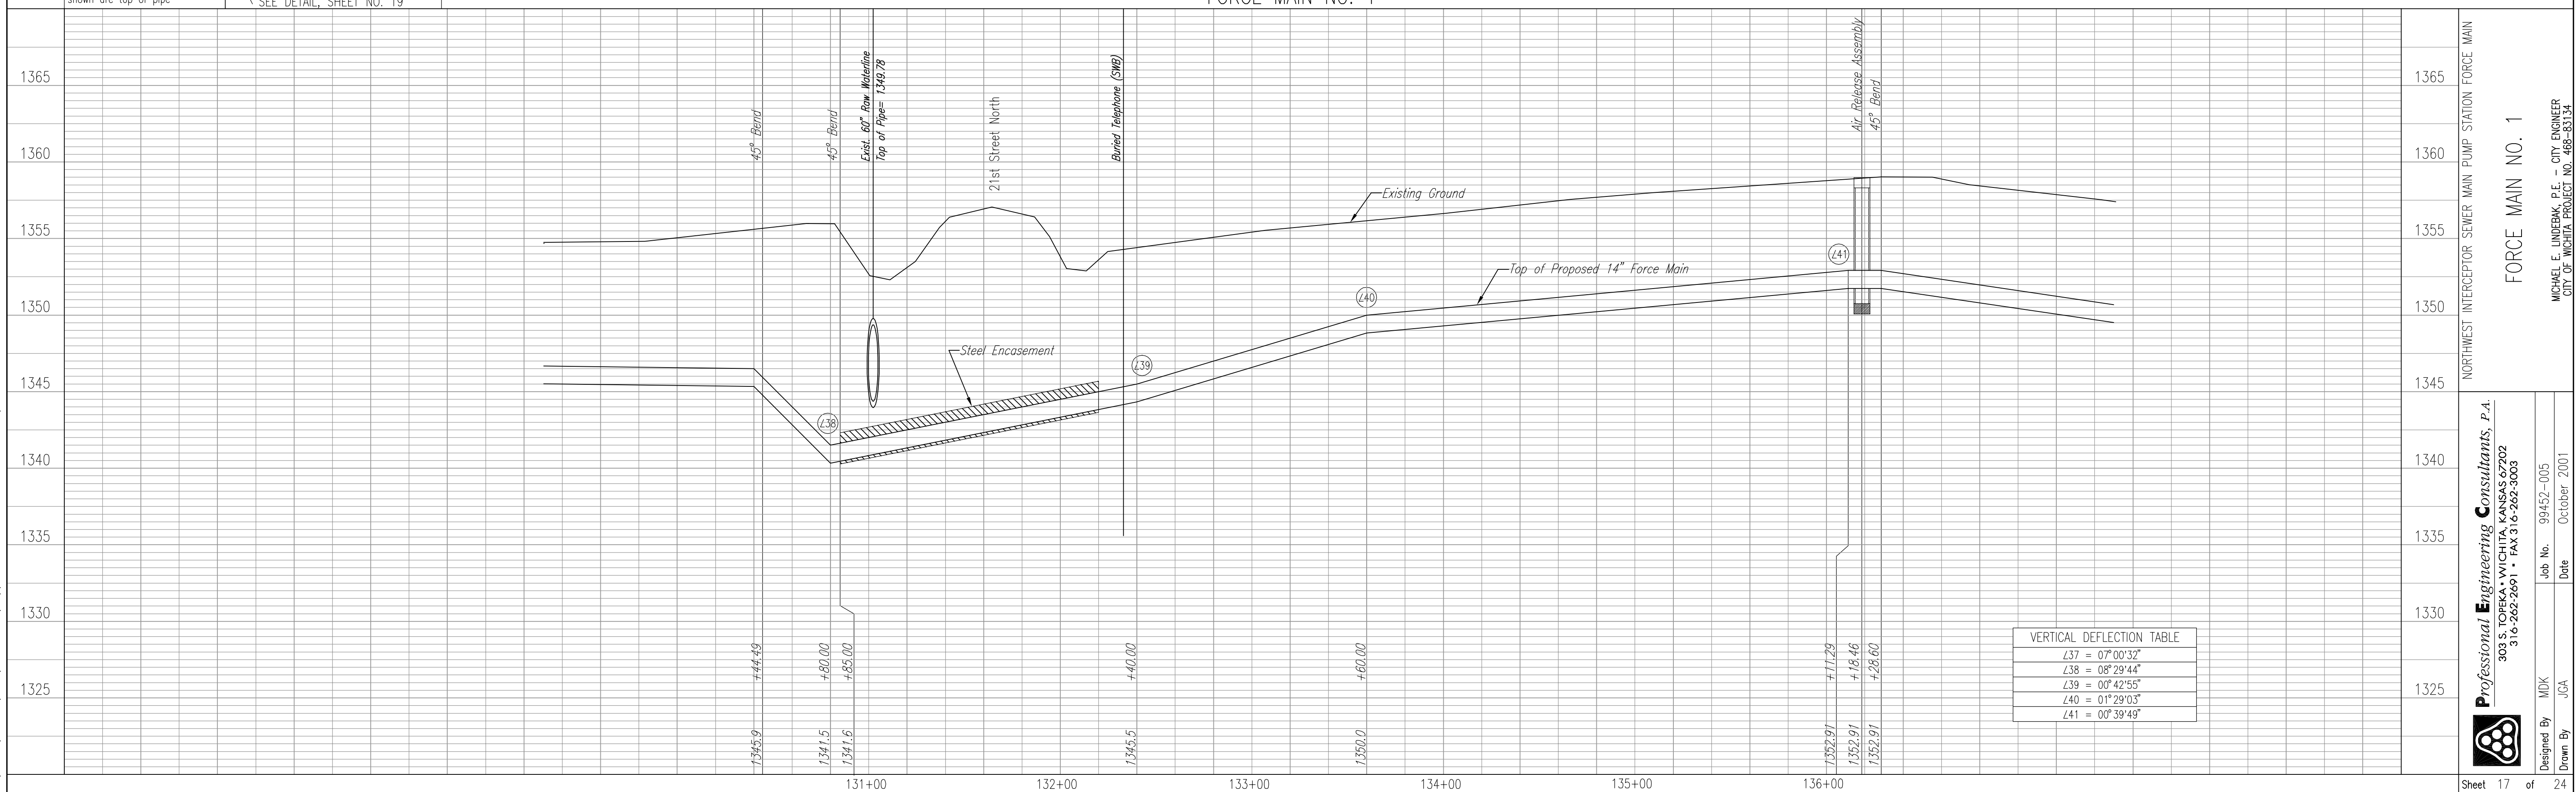 shown are top of pipe
SEE DETAIL, SHEET NO. 19
FORCE MAIN NO. 1
1365
1360
1355
1350
1345
1340
1335
1330
1325
45° Bend
45° Bend
Exist. 60" Raw Waterline
Top of Pipe= 1349.78
21st Street North
Buried Telephone (SWB)
Air Release Assembly
45° Bend
Existing Ground
Top of Proposed 14" Force Main
Steel Encasement
∠38
∠39
∠40
∠41
+44.49
+80.00
+85.00
+40.00
+60.00
+11.29
+18.46
+28.60
1345.9
1341.5
1341.6
1345.5
1350.0
1352.91
1352.91
1352.91
131+00
132+00
133+00
134+00
135+00
136+00
VERTICAL DEFLECTION TABLE
∠37 = 07°00'32"
∠38 = 08°29'44"
∠39 = 00°42'55"
∠40 = 01°29'03"
∠41 = 00°39'49"
1365
1360
1355
1350
1345
1340
1335
1330
1325
NORTHWEST INTERCEPTOR SEWER MAIN PUMP STATION FORCE MAIN
FORCE MAIN NO. 1
MICHAEL E. LINDEBAK, P.E. - CITY ENGINEER
CITY OF WICHITA PROJECT NO. 468-83134
Professional Engineering Consultants, P.A.
303 S. TOPEKA • WICHITA, KANSAS 67202
316-262-2691 • FAX 316-262-3003
Designed By MDK
Job No. 99452-005
Drawn By JGA
Date October 2001
Sheet 17 of 24